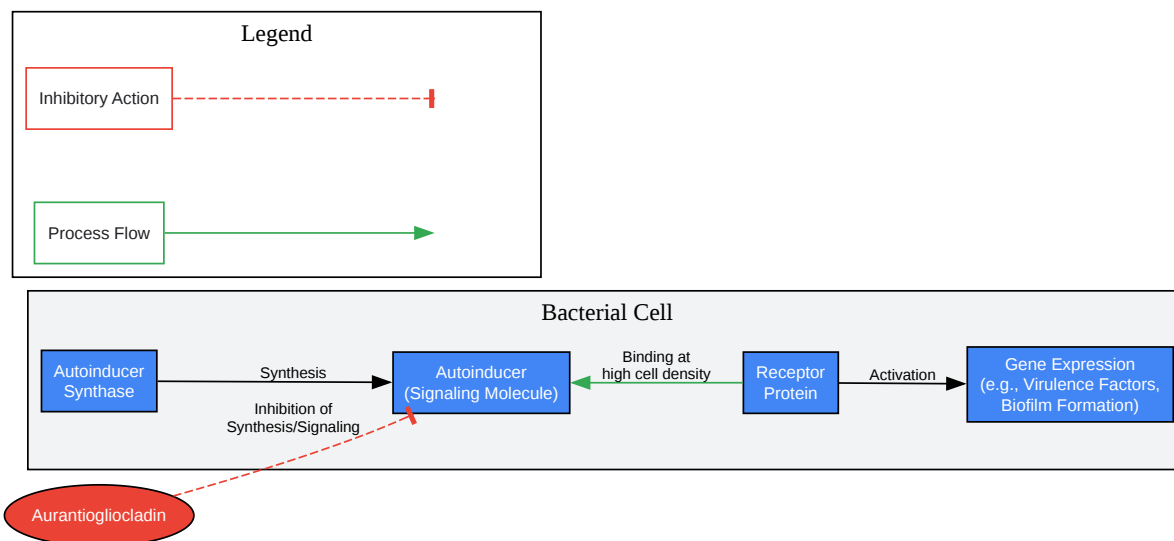 Legend
Inhibitory Action
Process Flow
Bacterial Cell
Autoinducer
Synthase
Synthesis
Autoinducer
(Signaling Molecule)
Binding at
high cell density
Receptor
Protein
Activation
Gene Expression
(e.g., Virulence Factors,
Biofilm Formation)
Inhibition of
Synthesis/Signaling
Aurantiogliocladin